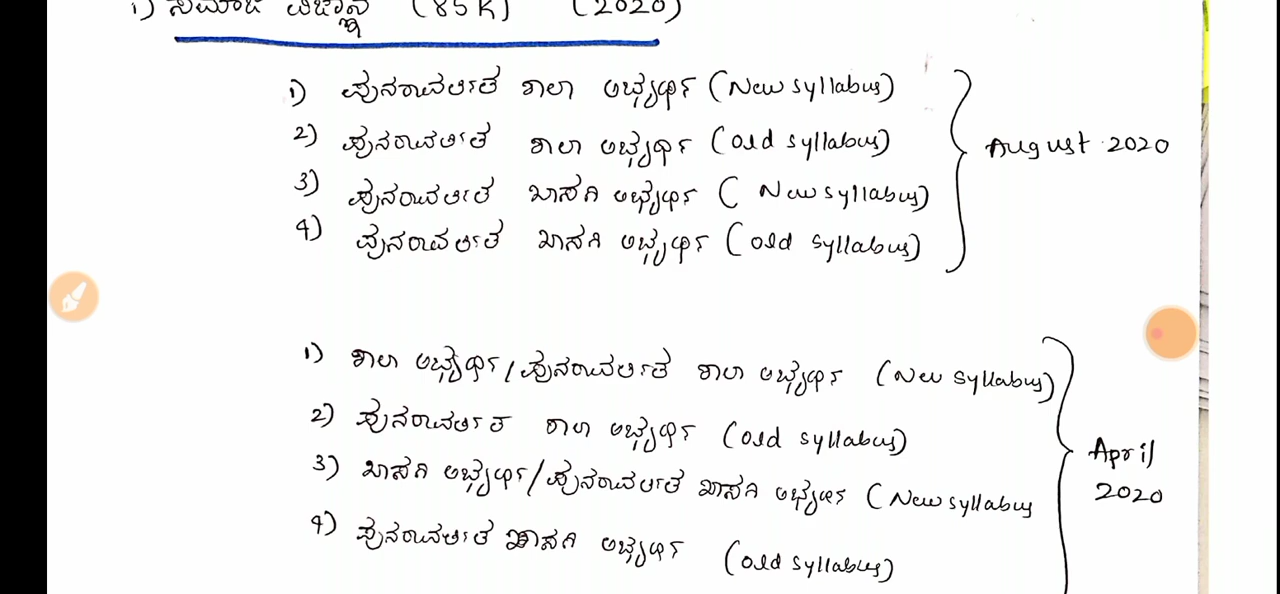 1) ಸಮಾಜ ವಿಜ್ಞಾನ (85K) (2020)
1) ಪುನರಾವರ್ತಿತ ಶಾಲಾ ಅಭ್ಯರ್ಥಿ (New syllabus)
2) ಪುನರಾವರ್ತಿತ ಶಾಲಾ ಅಭ್ಯರ್ಥಿ (old syllabus)
3) ಪುನರಾವರ್ತಿತ ಖಾಸಗಿ ಅಭ್ಯರ್ಥಿ (New syllabus)
4) ಪುನರಾವರ್ತಿತ ಖಾಸಗಿ ಅಭ್ಯರ್ಥಿ (old syllabus)
August 2020
1) ಶಾಲಾ ಅಭ್ಯರ್ಥಿ/ಪುನರಾವರ್ತಿತ ಶಾಲಾ ಅಭ್ಯರ್ಥಿ (New syllabus)
2) ಪುನರಾವರ್ತಿತ ಶಾಲಾ ಅಭ್ಯರ್ಥಿ (old syllabus)
3) ಖಾಸಗಿ ಅಭ್ಯರ್ಥಿ/ಪುನರಾವರ್ತಿತ ಖಾಸಗಿ ಅಭ್ಯರ್ಥಿ (New syllabus
4) ಪುನರಾವರ್ತಿತ ಖಾಸಗಿ ಅಭ್ಯರ್ಥಿ (old syllabus)
April
2020